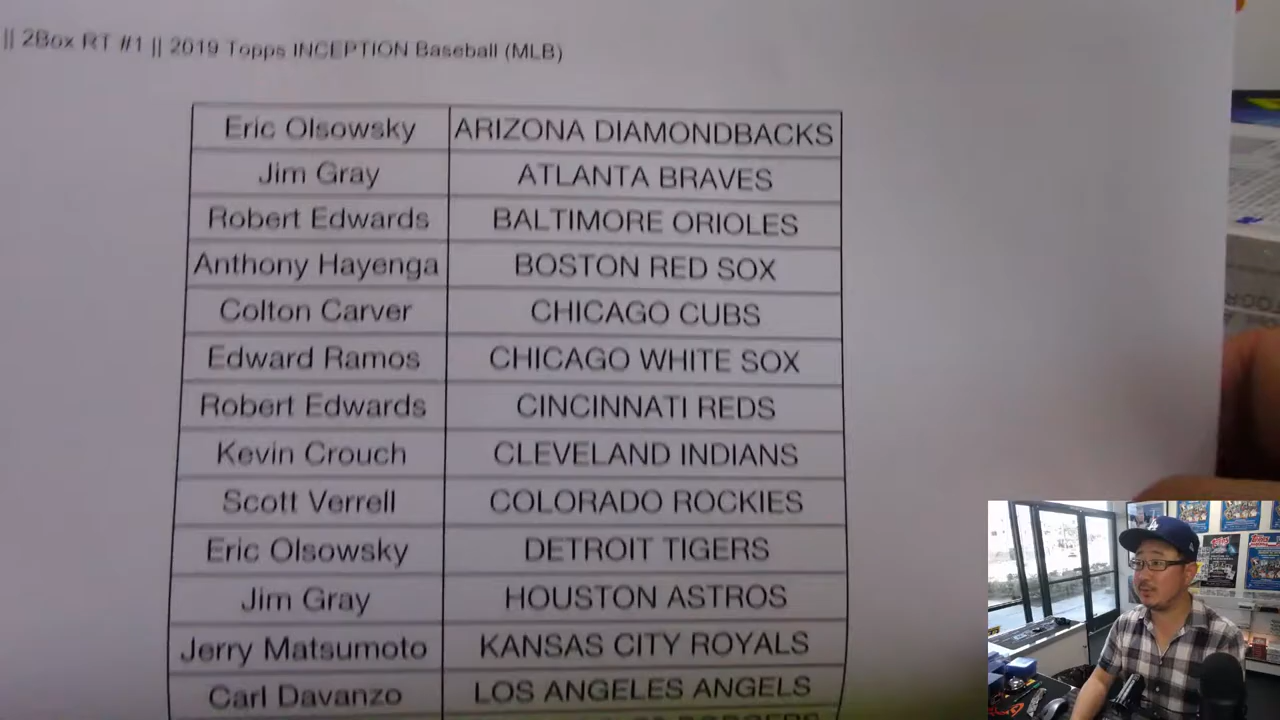 || 2Box RT #1 || 2019 Topps INCEPTION Baseball (MLB)
Eric Olsowsky ARIZONA DIAMONDBACKS
Jim Gray ATLANTA BRAVES
Robert Edwards BALTIMORE ORIOLES
Anthony Hayenga BOSTON RED SOX
Colton Carver CHICAGO CUBS
Edward Ramos CHICAGO WHITE SOX
Robert Edwards CINCINNATI REDS
Kevin Crouch CLEVELAND INDIANS
Scott Verrell COLORADO ROCKIES
Eric Olsowsky DETROIT TIGERS
Jim Gray HOUSTON ASTROS
Jerry Matsumoto KANSAS CITY ROYALS
Carl Davanzo LOS ANGELES ANGELS